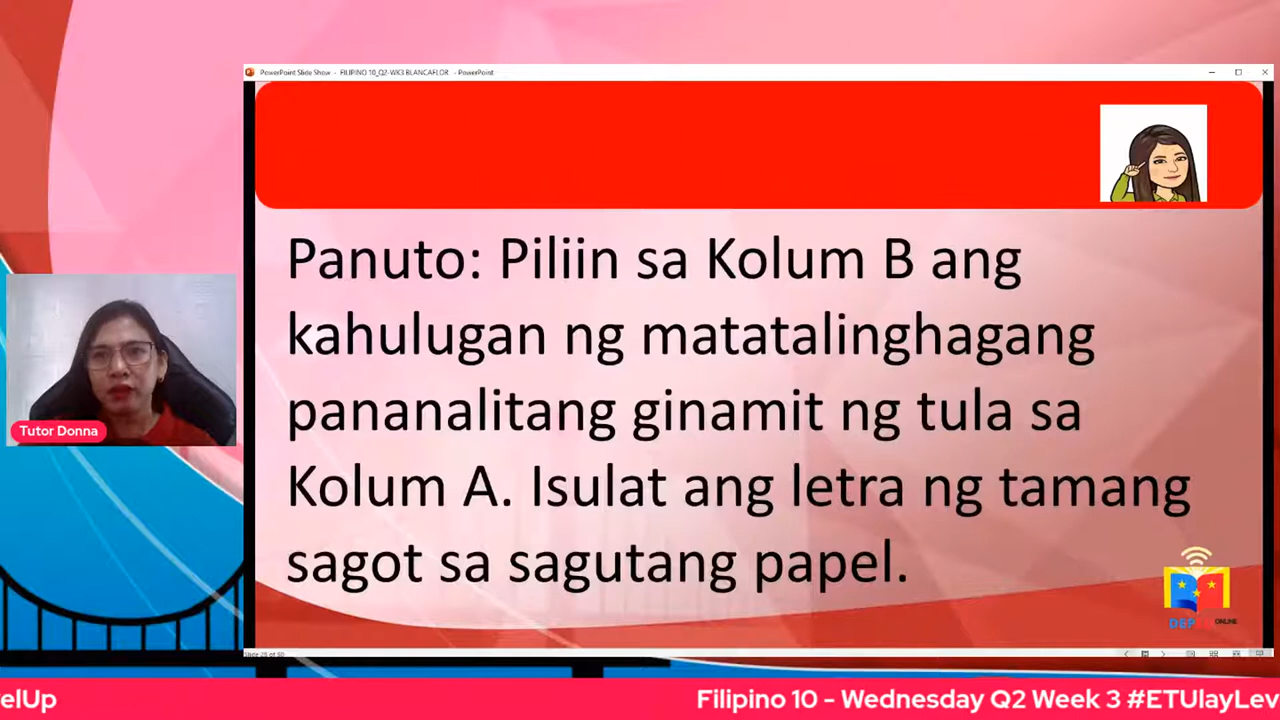 PowerPoint Slide Show - FILIPINO 10_Q2-WK3 BLANCAFLOR - PowerPoint
Panuto: Piliin sa Kolum B ang
kahulugan ng matatalinghagang
pananalitang ginamit ng tula sa
Kolum A. Isulat ang letra ng tamang
sagot sa sagutang papel.
Tutor Donna
DEP
ONLINE
elUp
Filipino 10 - Wednesday Q2 Week 3 #ETUlayLev